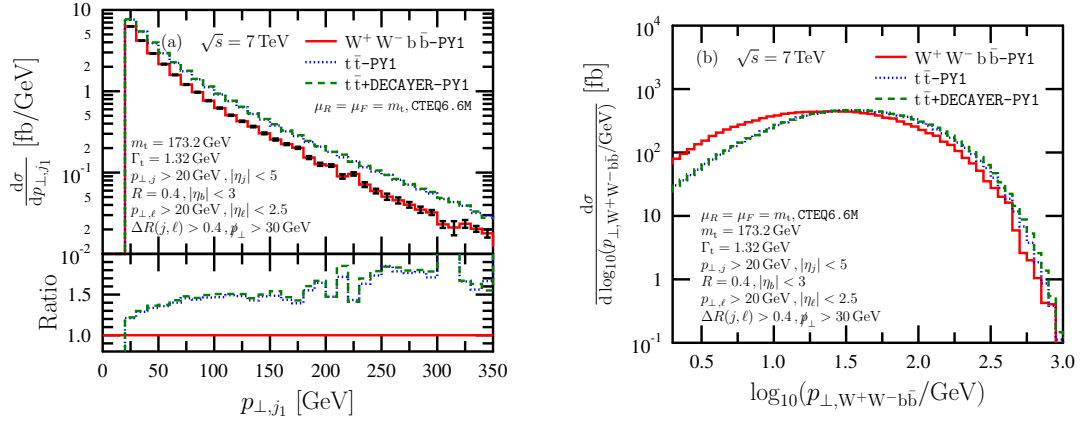 (a) √s = 7 TeV
W⁺ W⁻ b b̄-PY1
tt̄-PY1
tt̄+DECAYER-PY1
μ_R = μ_F = m_t, CTEQ6.6M
m_t = 173.2 GeV
Γ_t = 1.32 GeV
p_⊥,j > 20 GeV , |η_j| < 5
R = 0.4 , |η_b| < 3
p_⊥,ℓ > 20 GeV , |η_ℓ| < 2.5
ΔR(j, ℓ) > 0.4 , p̸_⊥ > 30 GeV
dσ/dp_⊥,j₁ [fb/GeV]
10
5
2
1
5
2
10⁻¹
5
2
10⁻²
Ratio
1.5
1.0
0 50 100 150 200 250 300 350
p_⊥,j₁ [GeV]
(b) √s = 7 TeV
W⁺ W⁻ b b̄-PY1
tt̄-PY1
tt̄+DECAYER-PY1
μ_R = μ_F = m_t, CTEQ6.6M
m_t = 173.2 GeV
Γ_t = 1.32 GeV
p_⊥,j > 20 GeV , |η_j| < 5
R = 0.4 , |η_b| < 3
p_⊥,ℓ > 20 GeV , |η_ℓ| < 2.5
ΔR(j, ℓ) > 0.4 , p̸_⊥ > 30 GeV
dσ/d log₁₀(p_⊥,W⁺W⁻bb̄/GeV) [fb]
10⁴
10³
10²
10
1
10⁻¹
0.5 1.0 1.5 2.0 2.5 3.0
log₁₀(p_⊥,W⁺W⁻bb̄/GeV)